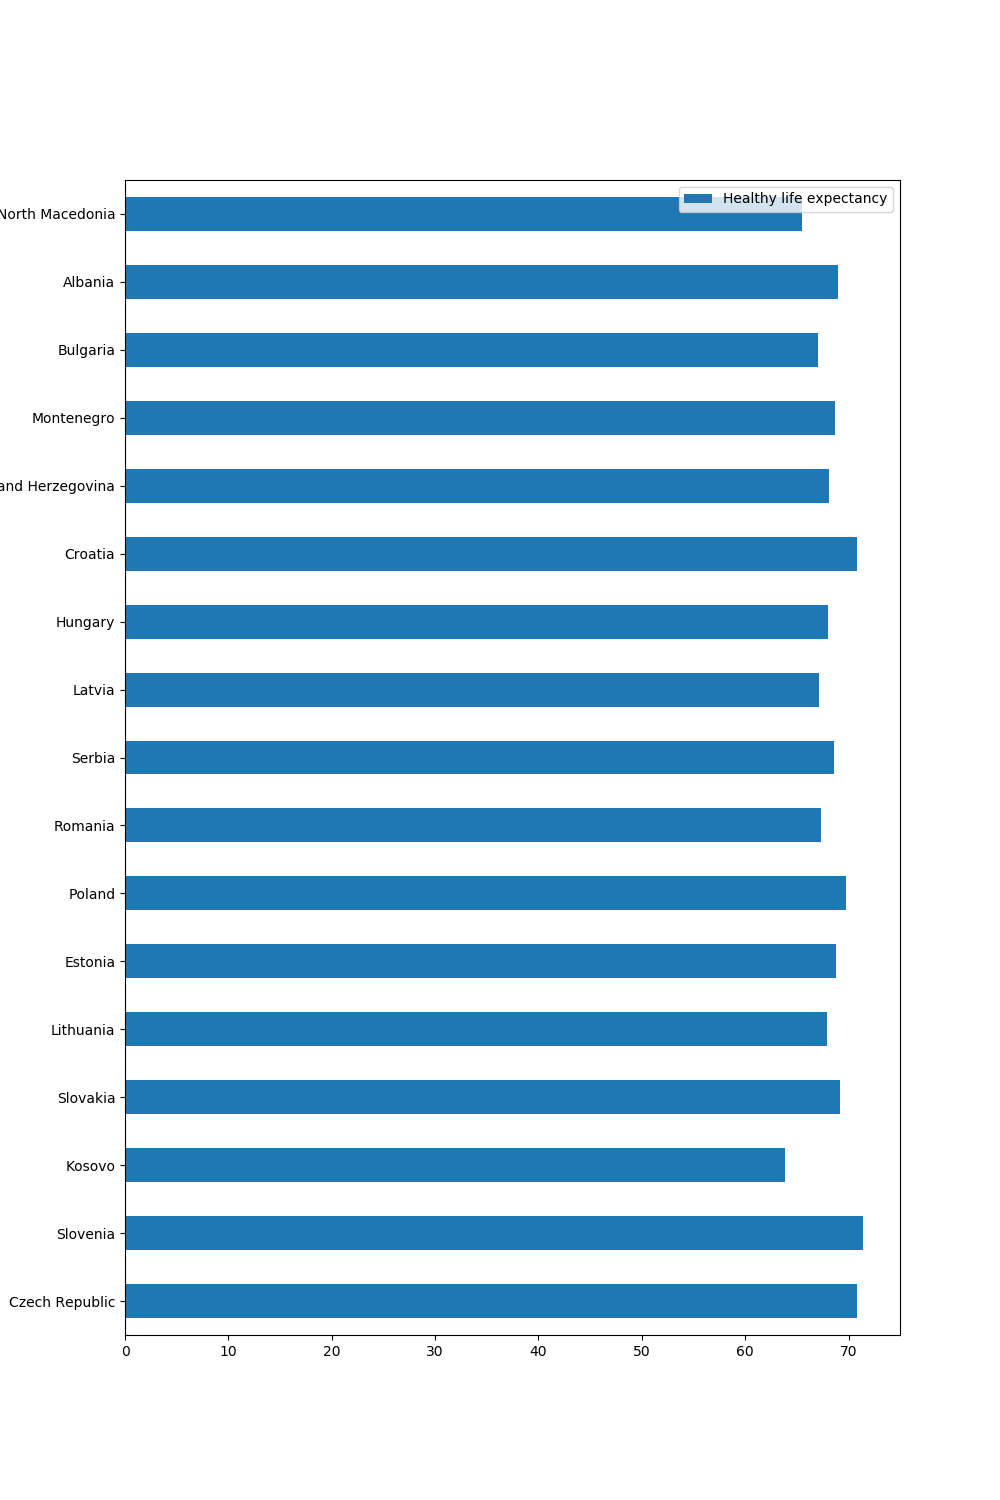 Healthy life expectancy
North Macedonia
Albania
Bulgaria
Montenegro
and Herzegovina
Croatia
Hungary
Latvia
Serbia
Romania
Poland
Estonia
Lithuania
Slovakia
Kosovo
Slovenia
Czech Republic
0 10 20 30 40 50 60 70